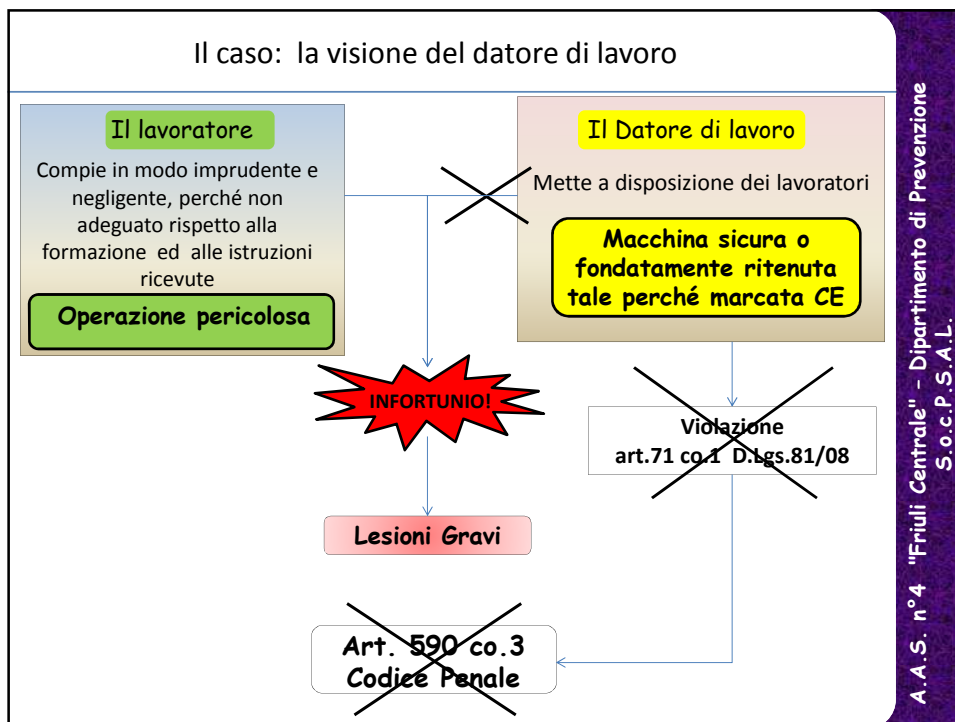 Il caso: la visione del datore di lavoro
Il lavoratore
Compie in modo imprudente e
negligente, perché non
adeguato rispetto alla
formazione ed alle istruzioni
ricevute
Operazione pericolosa
Il Datore di lavoro
Mette a disposizione dei lavoratori
Macchina sicura o
fondatamente ritenuta
tale perché marcata CE
INFORTUNIO!
Violazione
art.71 co.1 D.Lgs.81/08
Lesioni Gravi
Art. 590 co.3
Codice Penale
A.A.S. n°4 "Friuli Centrale" – Dipartimento di Prevenzione
S.o.c.P.S.A.L.